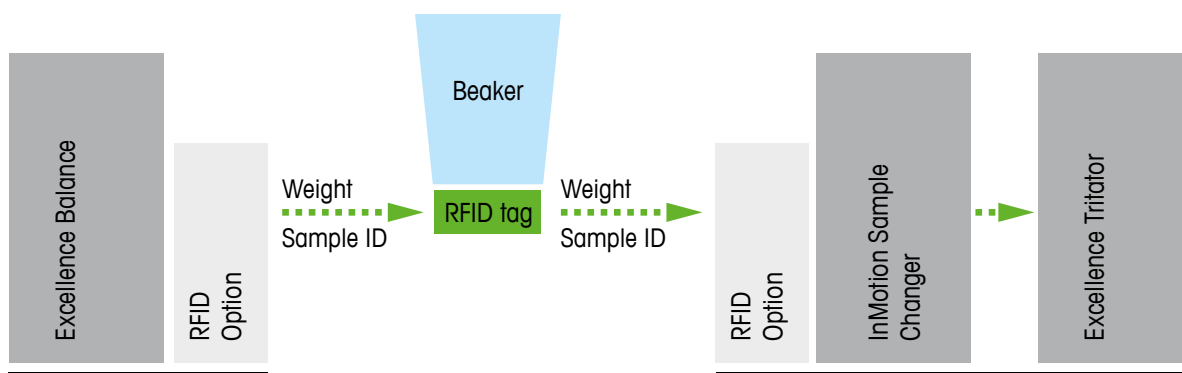 Excellence Balance
RFID
Option
Weight
Sample ID
Beaker
RFID tag
Weight
Sample ID
RFID
Option
InMotion Sample
Changer
Excellence Tritator